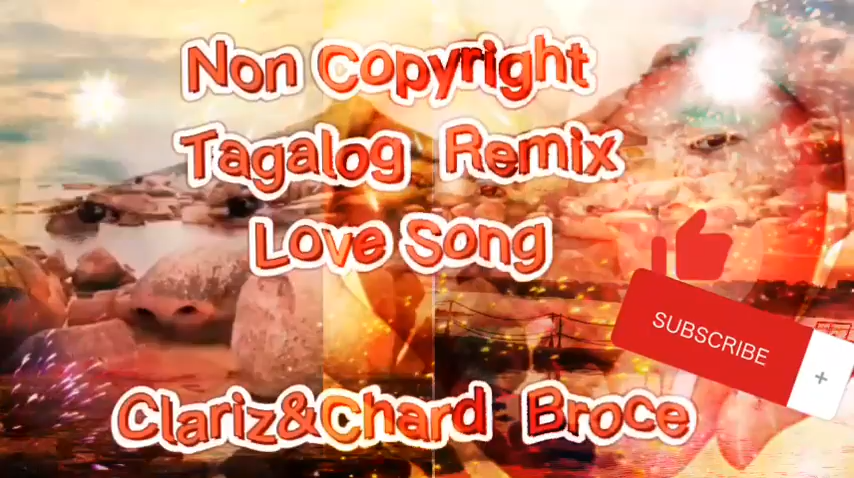 Non Copyright
Tagalog Remix
Love Song
SUBSCRIBE
+
Clariz&Chard Broce